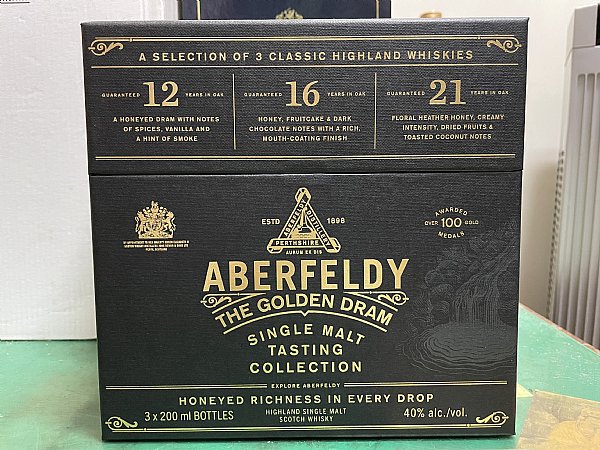 A SELECTION OF 3 CLASSIC HIGHLAND WHISKIES
GUARANTEED 12 YEARS IN OAK
A HONEYED DRAM WITH NOTES
OF SPICES, VANILLA AND
A HINT OF SMOKE
GUARANTEED 16 YEARS IN OAK
HONEY, FRUITCAKE & DARK
CHOCOLATE NOTES WITH A RICH,
MOUTH-COATING FINISH
GUARANTEED 21 YEARS IN OAK
FLORAL HEATHER HONEY, CREAMY
INTENSITY, DRIED FRUITS &
TOASTED COCONUT NOTES
ABERFELDY DISTILLERY
ESTD 1898
PERTHSHIRE
AURUM EX DIS
AWARDED
OVER 100 GOLD
MEDALS
ABERFELDY
THE GOLDEN DRAM
SINGLE MALT
TASTING
COLLECTION
EXPLORE ABERFELDY
HONEYED RICHNESS IN EVERY DROP
3 x 200 ml BOTTLES
HIGHLAND SINGLE MALT
SCOTCH WHISKY
40% alc./vol.